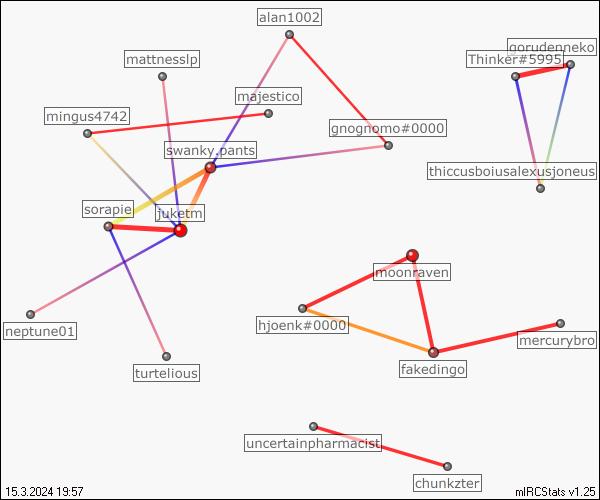 alan1002
gorudenneko
mattnesslp
Thinker#5995
majestico
mingus4742
gnognomo#0000
swanky.pants
thiccusboiusalexusjoneus
sorapie
juketm
moonraven
neptune01
hjoenk#0000
mercurybro
turtelious
fakedingo
uncertainpharmacist
chunkzter
15.3.2024 19:57
mIRCStats v1.25